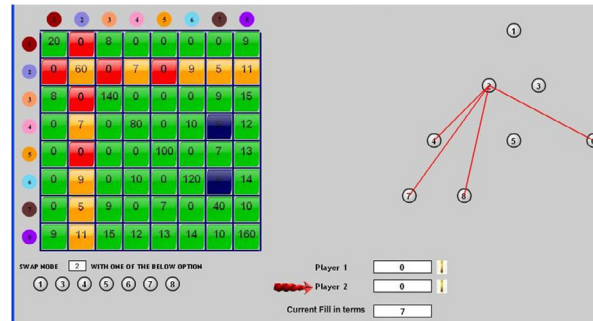 1 2 3 4 5 6 7 8
1 20 0 8 0 0 0 0 9
2 0 60 0 7 0 9 5 11
3 8 0 140 0 0 0 9 15
4 0 7 0 80 0 10 12
5 0 0 0 0 100 0 7 13
6 0 9 0 10 0 120 14
7 0 5 9 0 7 0 40 10
8 9 11 15 12 13 14 10 160
SWAP NODE 2 WITH ONE OF THE BELOW OPTION
1 3 4 5 6 7 8
1
2 3
4 5
7 8
Player 1 0
Player 2 0
Current Fill in terms 7